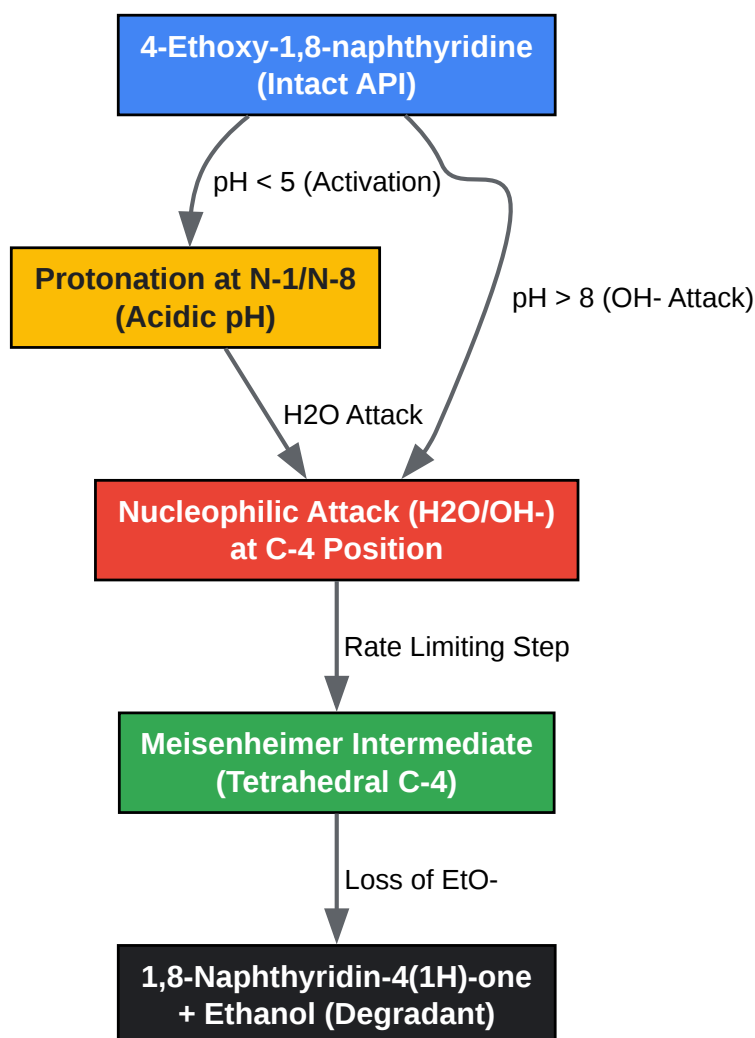 4-Ethoxy-1,8-naphthyridine
(Intact API)
pH < 5 (Activation)
Protonation at N-1/N-8
(Acidic pH)
pH > 8 (OH- Attack)
H2O Attack
Nucleophilic Attack (H2O/OH-)
at C-4 Position
Rate Limiting Step
Meisenheimer Intermediate
(Tetrahedral C-4)
Loss of EtO-
1,8-Naphthyridin-4(1H)-one
+ Ethanol (Degradant)